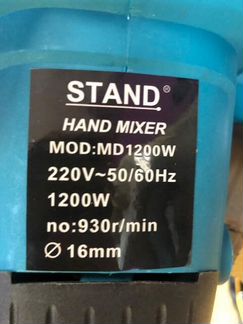 STAND®
HAND MIXER
MOD:MD1200W
220V~50/60Hz
1200W
no:930r/min
Ø 16mm